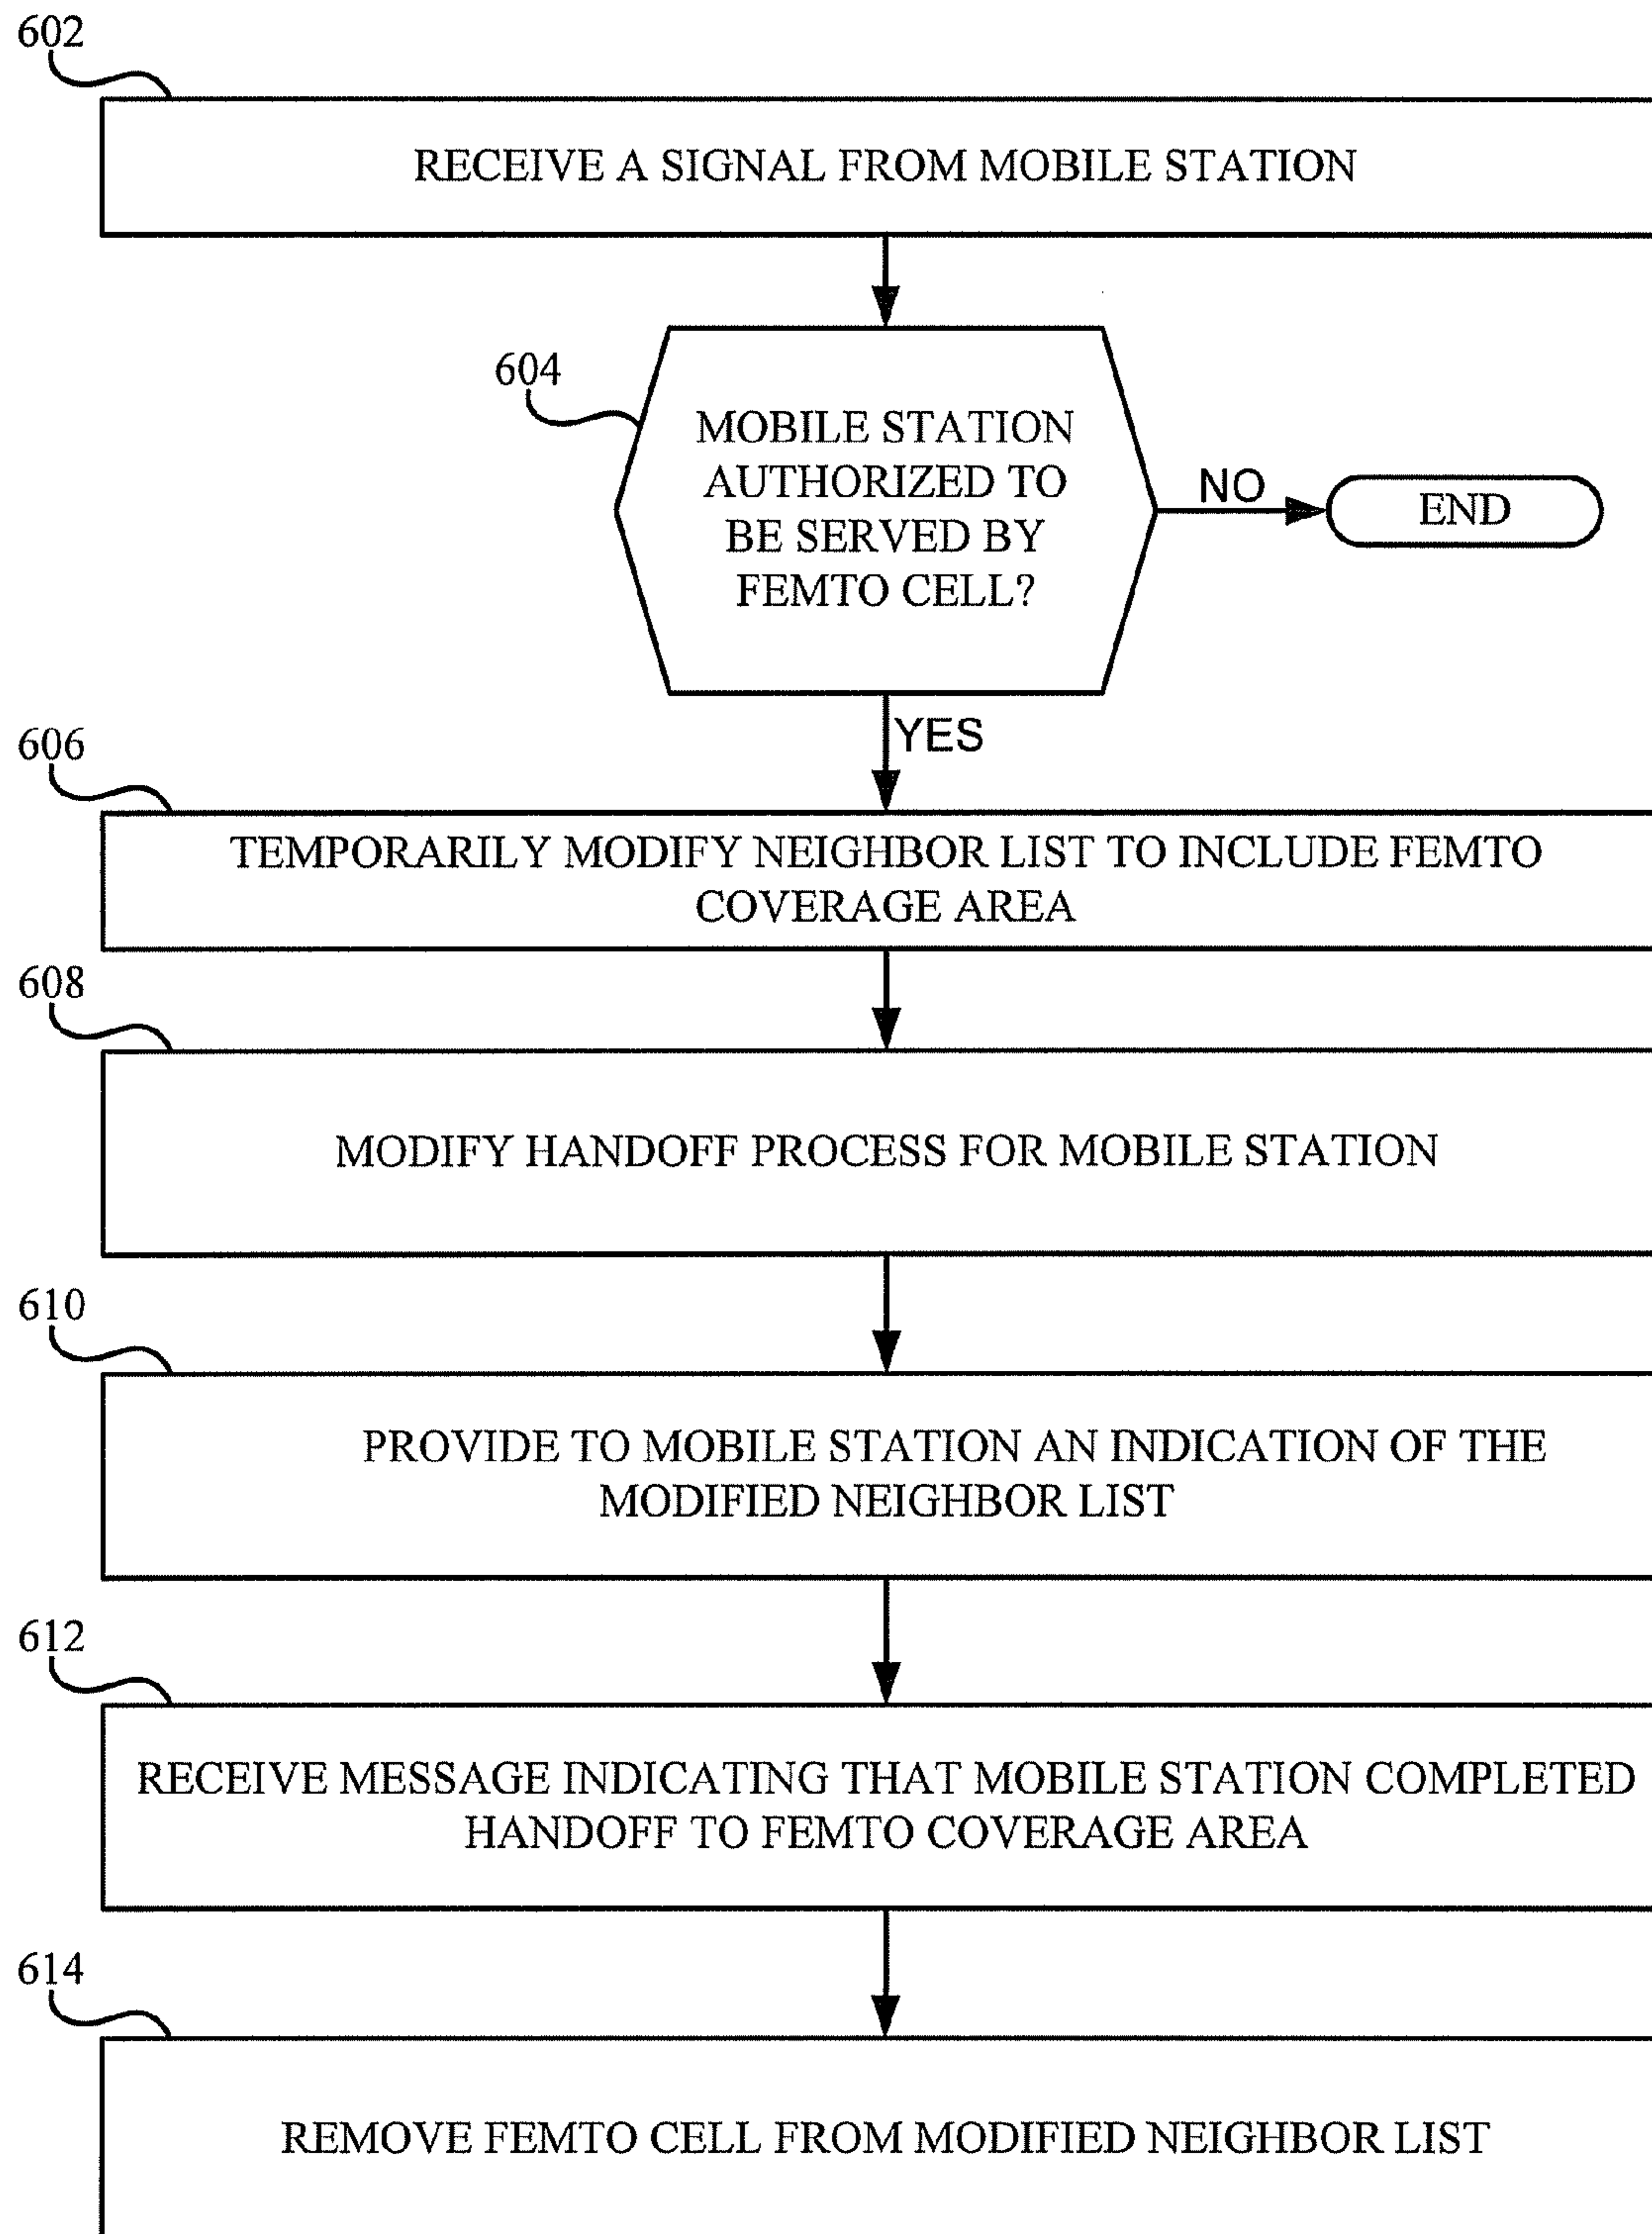 602
RECEIVE A SIGNAL FROM MOBILE STATION
604
MOBILE STATION
AUTHORIZED TO
BE SERVED BY
FEMTO CELL?
NO
END
YES
606
TEMPORARILY MODIFY NEIGHBOR LIST TO INCLUDE FEMTO
COVERAGE AREA
608
MODIFY HANDOFF PROCESS FOR MOBILE STATION
610
PROVIDE TO MOBILE STATION AN INDICATION OF THE
MODIFIED NEIGHBOR LIST
612
RECEIVE MESSAGE INDICATING THAT MOBILE STATION COMPLETED
HANDOFF TO FEMTO COVERAGE AREA
614
REMOVE FEMTO CELL FROM MODIFIED NEIGHBOR LIST